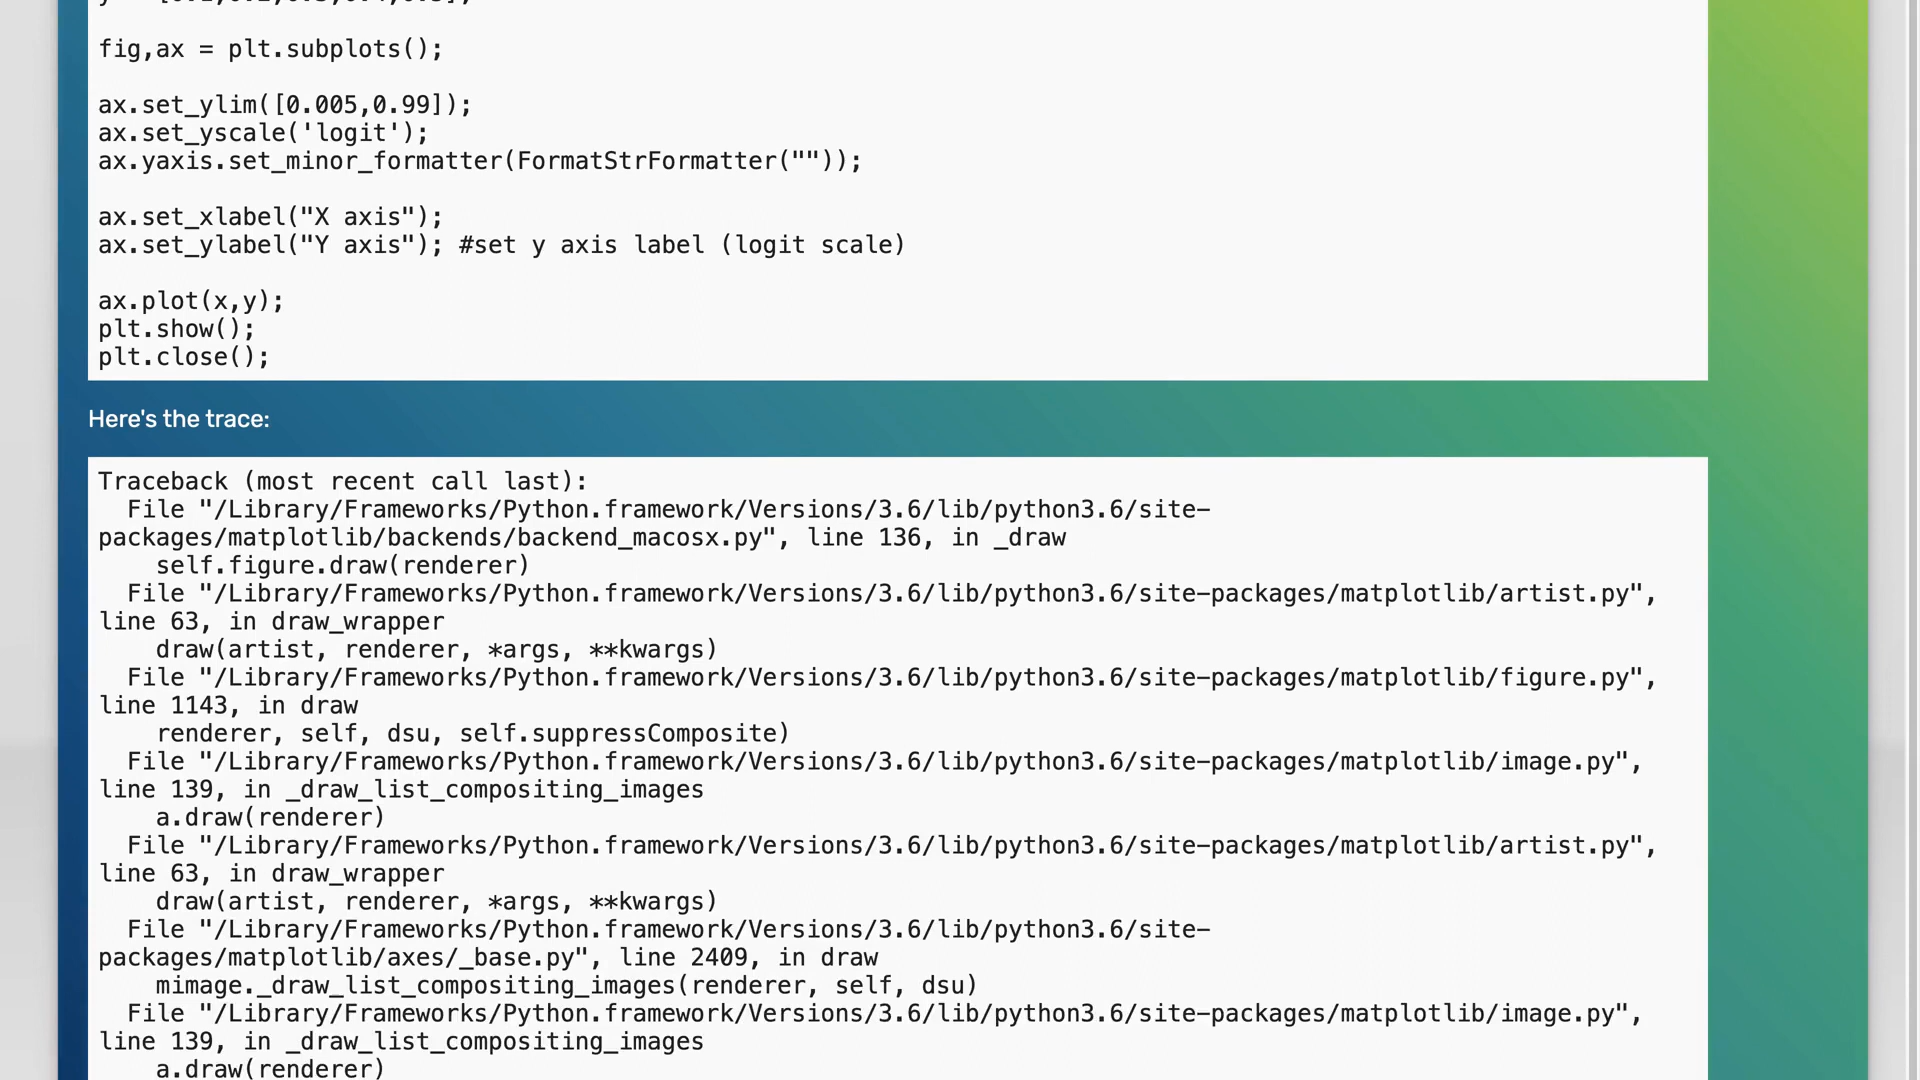 fig,ax = plt.subplots();
ax.set_ylim([0.005,0.99]);
ax.set_yscale('logit');
ax.yaxis.set_minor_formatter(FormatStrFormatter(""));
ax.set_xlabel("X axis");
ax.set_ylabel("Y axis"); #set y axis label (logit scale)
ax.plot(x,y);
plt.show();
plt.close();
Here's the trace:
Traceback (most recent call last):
  File "/Library/Frameworks/Python.framework/Versions/3.6/lib/python3.6/site-
packages/matplotlib/backends/backend_macosx.py", line 136, in _draw
    self.figure.draw(renderer)
  File "/Library/Frameworks/Python.framework/Versions/3.6/lib/python3.6/site-packages/matplotlib/artist.py",
line 63, in draw_wrapper
    draw(artist, renderer, *args, **kwargs)
  File "/Library/Frameworks/Python.framework/Versions/3.6/lib/python3.6/site-packages/matplotlib/figure.py",
line 1143, in draw
    renderer, self, dsu, self.suppressComposite)
  File "/Library/Frameworks/Python.framework/Versions/3.6/lib/python3.6/site-packages/matplotlib/image.py",
line 139, in _draw_list_compositing_images
    a.draw(renderer)
  File "/Library/Frameworks/Python.framework/Versions/3.6/lib/python3.6/site-packages/matplotlib/artist.py",
line 63, in draw_wrapper
    draw(artist, renderer, *args, **kwargs)
  File "/Library/Frameworks/Python.framework/Versions/3.6/lib/python3.6/site-
packages/matplotlib/axes/_base.py", line 2409, in draw
    mimage._draw_list_compositing_images(renderer, self, dsu)
  File "/Library/Frameworks/Python.framework/Versions/3.6/lib/python3.6/site-packages/matplotlib/image.py",
line 139, in _draw_list_compositing_images
    a.draw(renderer)